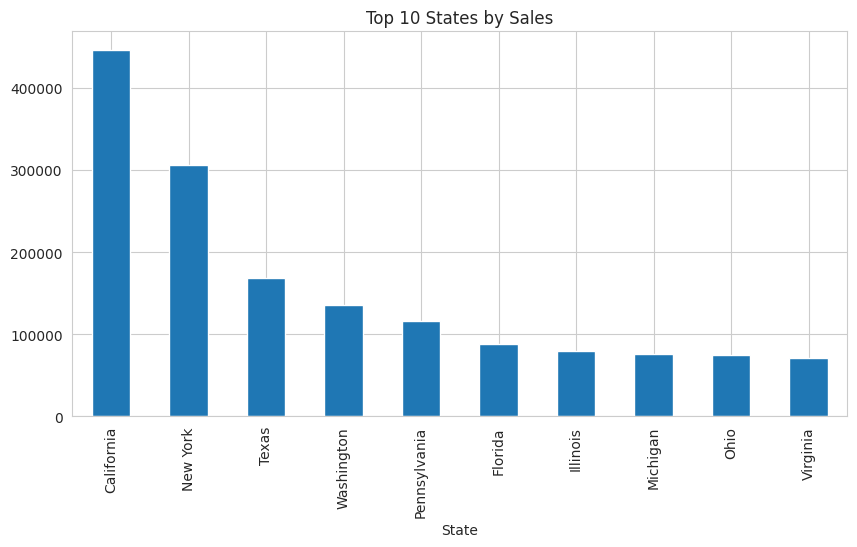 Top 10 States by Sales
400000
300000
200000
100000
0
California
New York
Texas
Washington
Pennsylvania
Florida
Illinois
Michigan
Ohio
Virginia
State